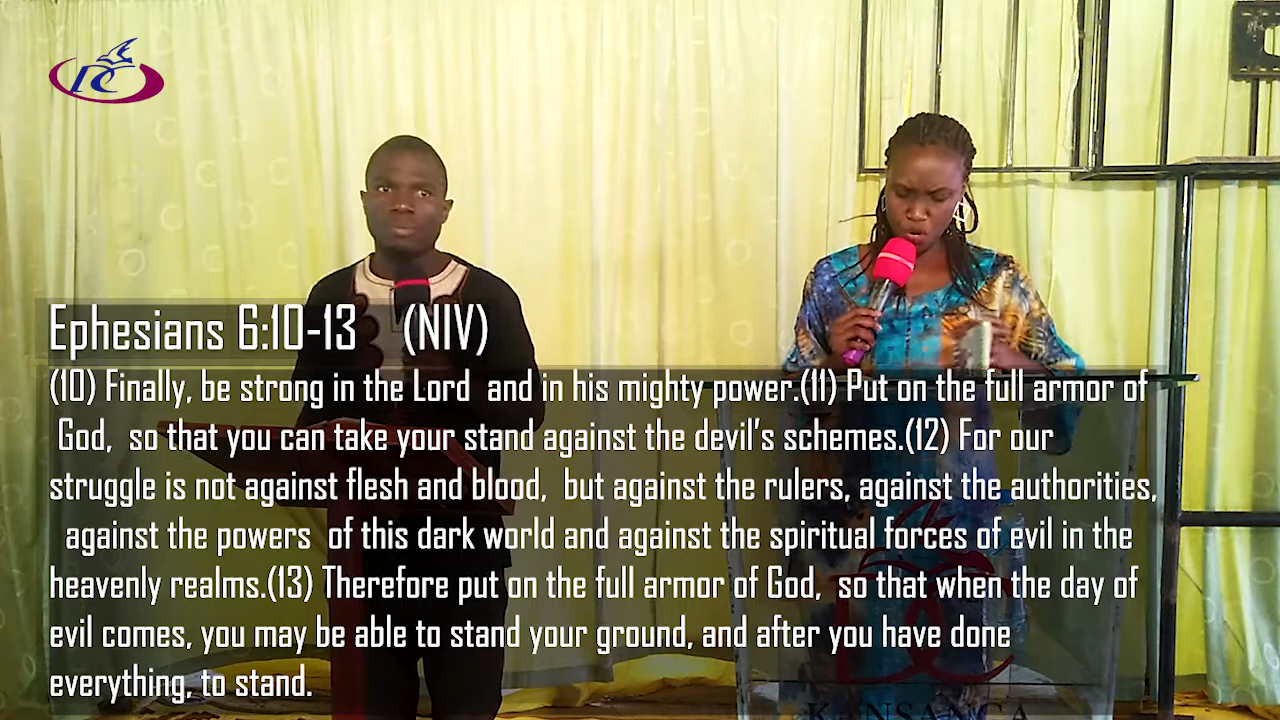 DC
Ephesians 6:10-13 (NIV)
(10) Finally, be strong in the Lord and in his mighty power.(11) Put on the full armor of
God, so that you can take your stand against the devil's schemes.(12) For our
struggle is not against flesh and blood, but against the rulers, against the authorities,
against the powers of this dark world and against the spiritual forces of evil in the
heavenly realms.(13) Therefore put on the full armor of God, so that when the day of
evil comes, you may be able to stand your ground, and after you have done
everything, to stand.
DC
KANSANGA